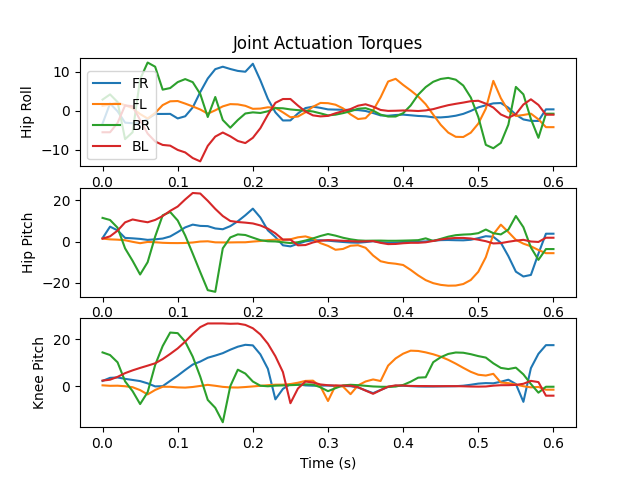 Joint Actuation Torques
Hip Roll
10
0
−10
FR
FL
BR
BL
0.0 0.1 0.2 0.3 0.4 0.5 0.6
Hip Pitch
20
0
−20
0.0 0.1 0.2 0.3 0.4 0.5 0.6
Knee Pitch
20
0
0.0 0.1 0.2 0.3 0.4 0.5 0.6
Time (s)